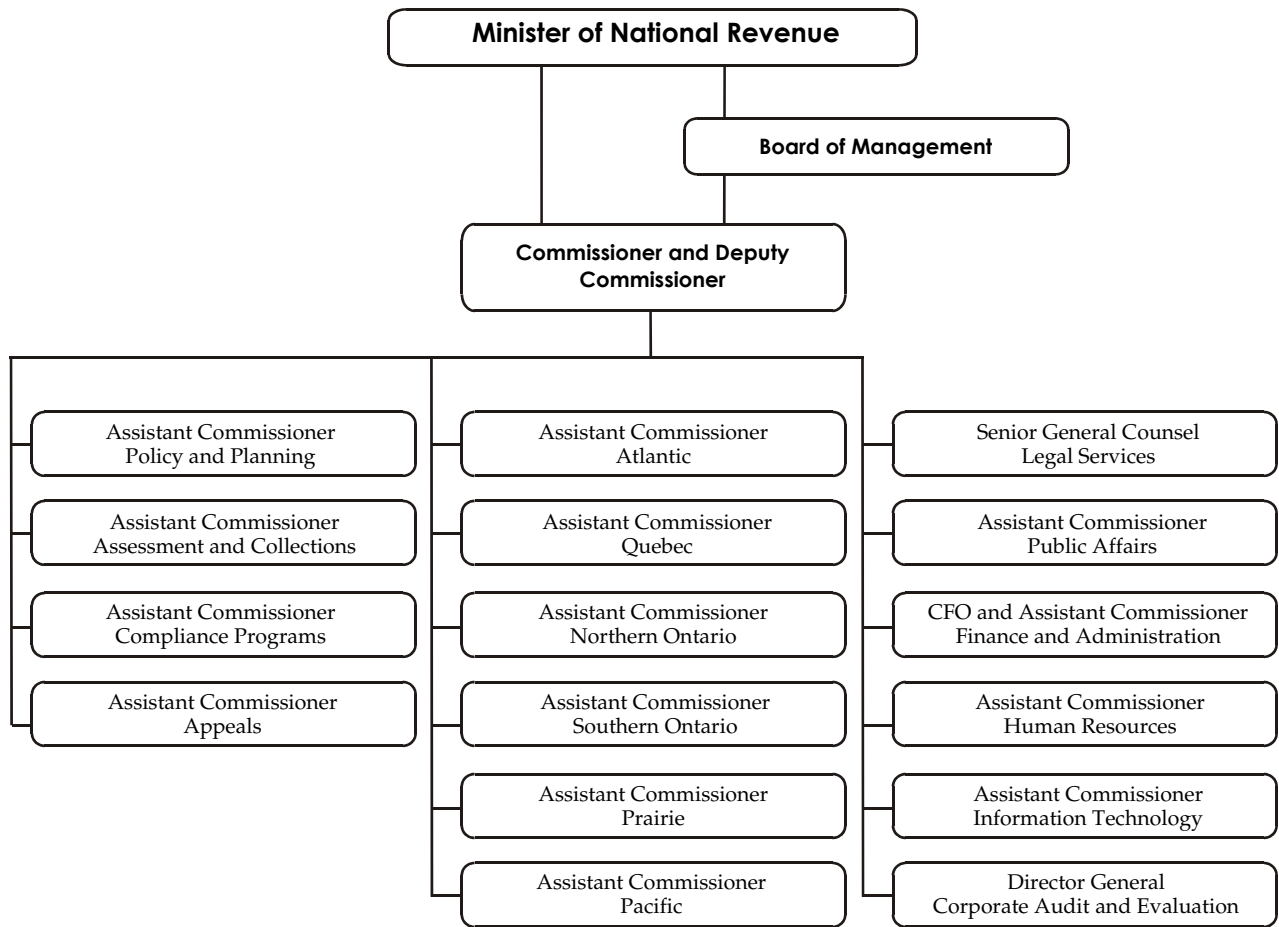 Minister of National Revenue
Board of Management
Commissioner and Deputy
Commissioner
Assistant Commissioner
Policy and Planning
Assistant Commissioner
Assessment and Collections
Assistant Commissioner
Compliance Programs
Assistant Commissioner
Appeals
Assistant Commissioner
Atlantic
Assistant Commissioner
Quebec
Assistant Commissioner
Northern Ontario
Assistant Commissioner
Southern Ontario
Assistant Commissioner
Prairie
Assistant Commissioner
Pacific
Senior General Counsel
Legal Services
Assistant Commissioner
Public Affairs
CFO and Assistant Commissioner
Finance and Administration
Assistant Commissioner
Human Resources
Assistant Commissioner
Information Technology
Director General
Corporate Audit and Evaluation